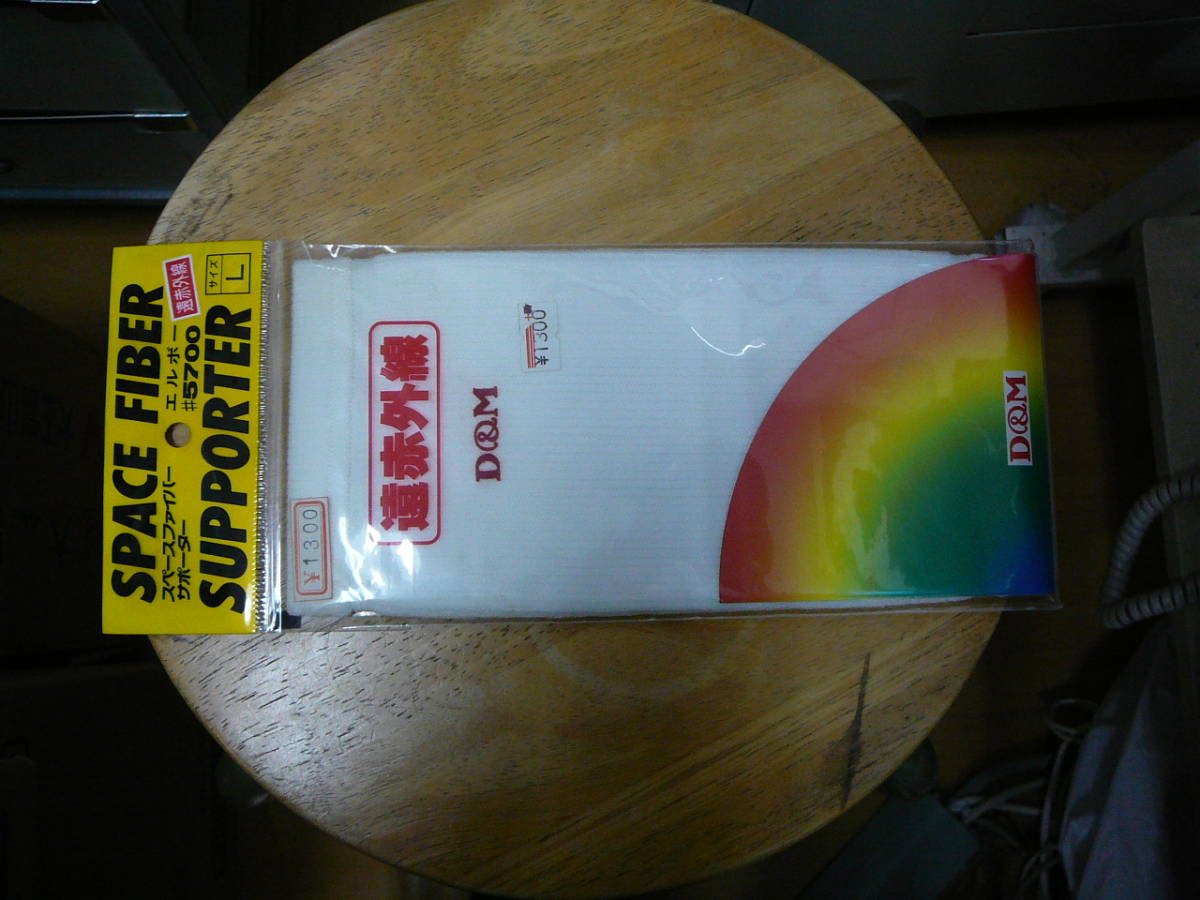 SPACE FIBER
スペースファイバー
エルボー
遠赤外線
サポーター
#5700
サイズ
L
SUPPORTER
¥1300
遠赤外線
D&M
¥1300
D&M